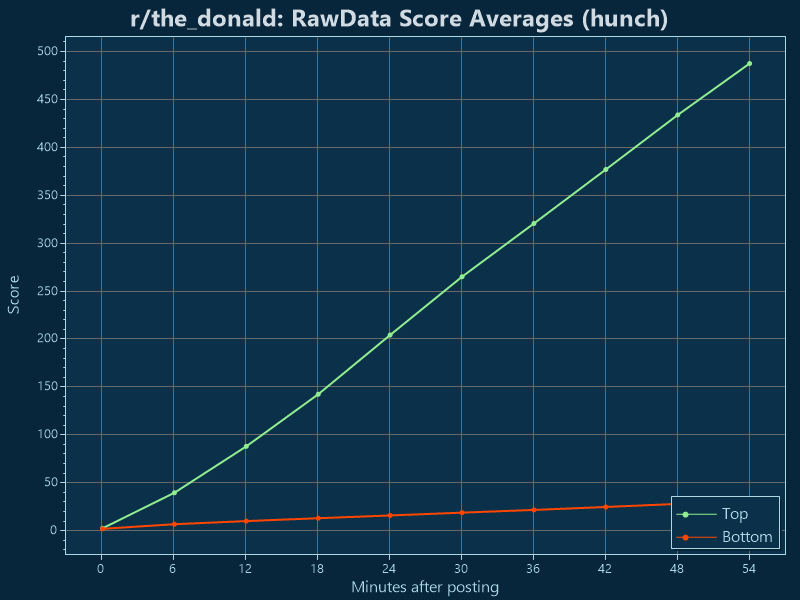 r/the_donald: RawData Score Averages (hunch)
500
450
400
350
300
250
200
150
100
50
0
Score
Top
Bottom
0 6 12 18 24 30 36 42 48 54
Minutes after posting